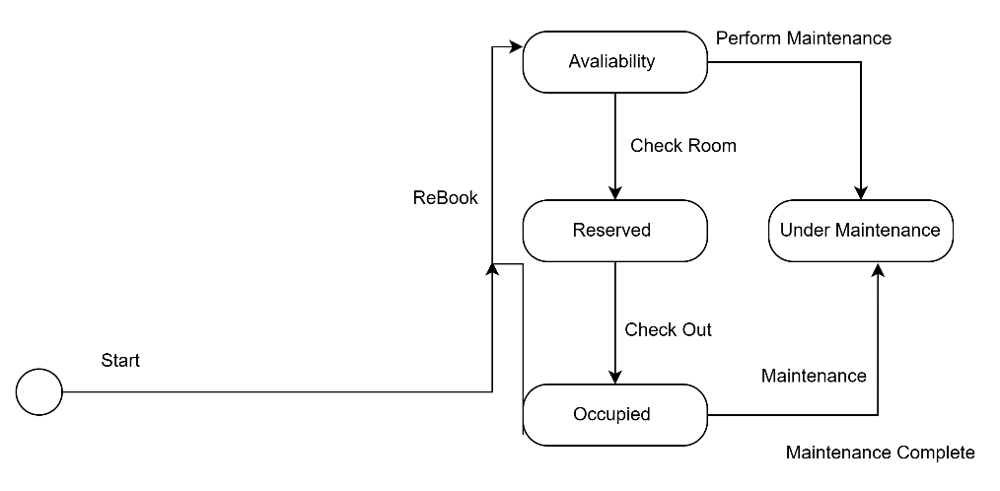 Perform Maintenance
Avaliability
Check Room
ReBook
Reserved
Under Maintenance
Check Out
Start
Maintenance
Occupied
Maintenance Complete